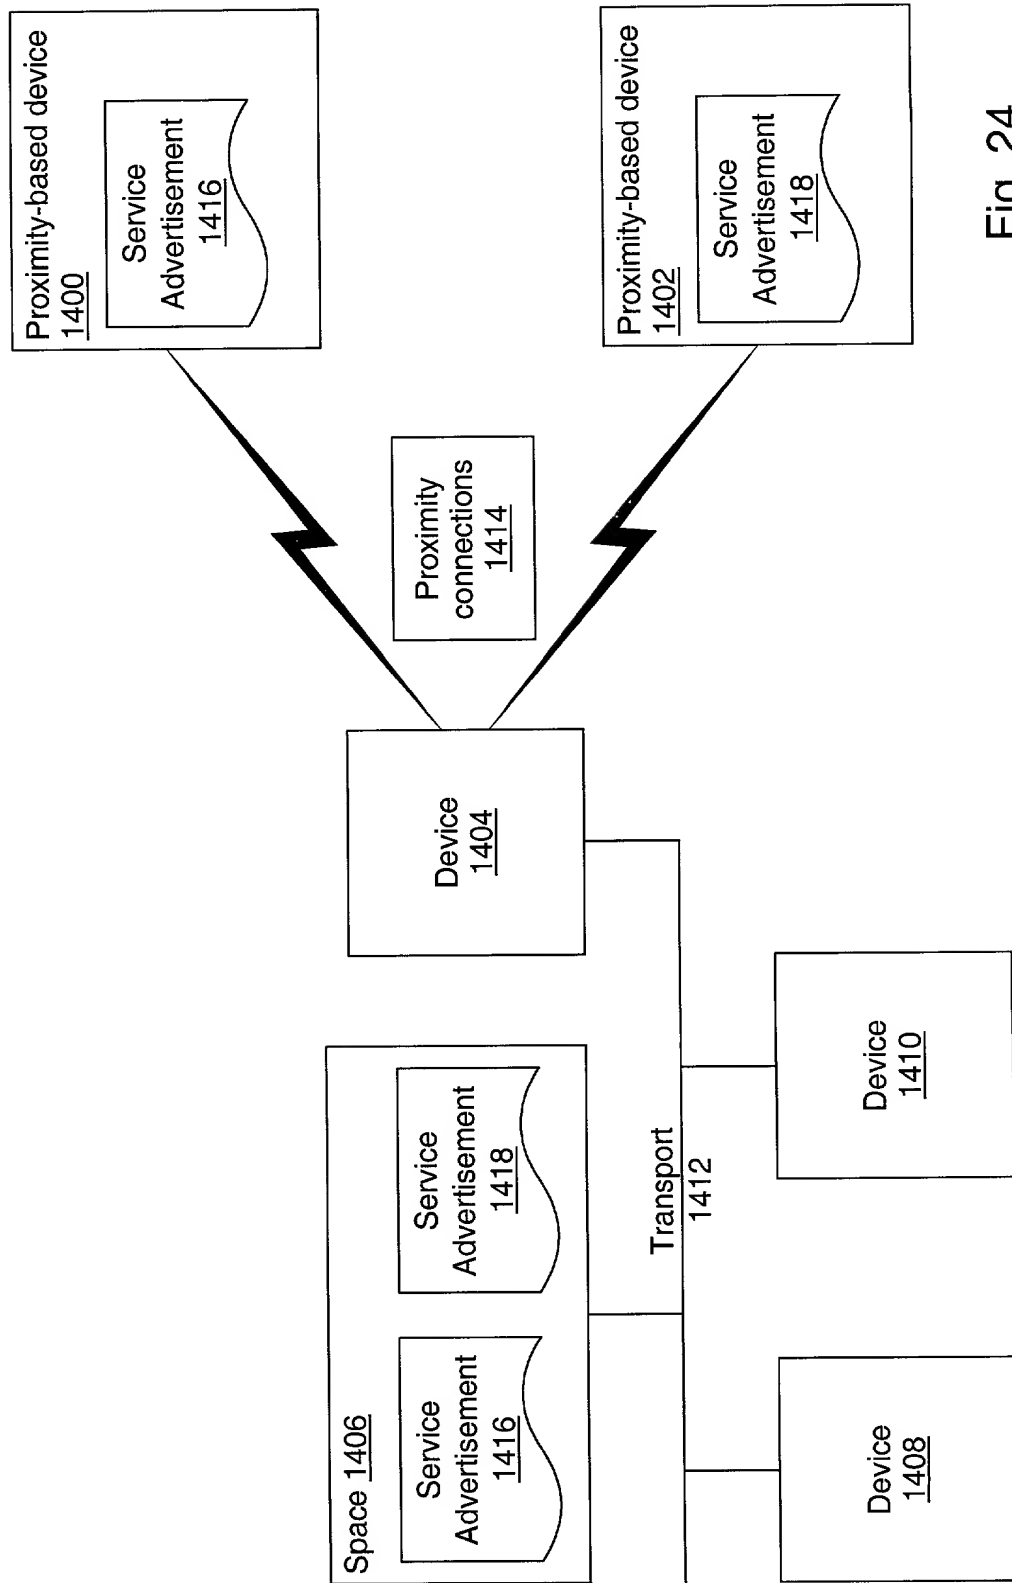 Proximity-based device
1400
Service
Advertisement
1416
Space 1406
Service
Advertisement
1416
Service
Advertisement
1418
Device
1404
Proximity
connections
1414
Proximity-based device
1402
Service
Advertisement
1418
Transport
1412
Device
1408
Device
1410
Fig. 24